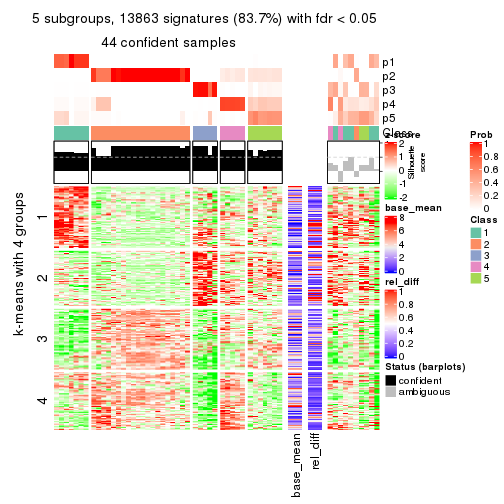 5 subgroups, 13863 signatures (83.7%) with fdr < 0.05
44 confident samples
p1
p2
p3
p4
p5
Class
Silhouette
score
k-means with 4 groups
1
2
3
4
base_mean
rel_diff
z-score
2
1
0
-1
-2
base_mean
8
6
4
2
0
rel_diff
1
0.8
0.6
0.4
0.2
0
Status (barplots)
confident
ambiguous
Prob
1
0.8
0.6
0.4
0.2
0
Class
1
2
3
4
5